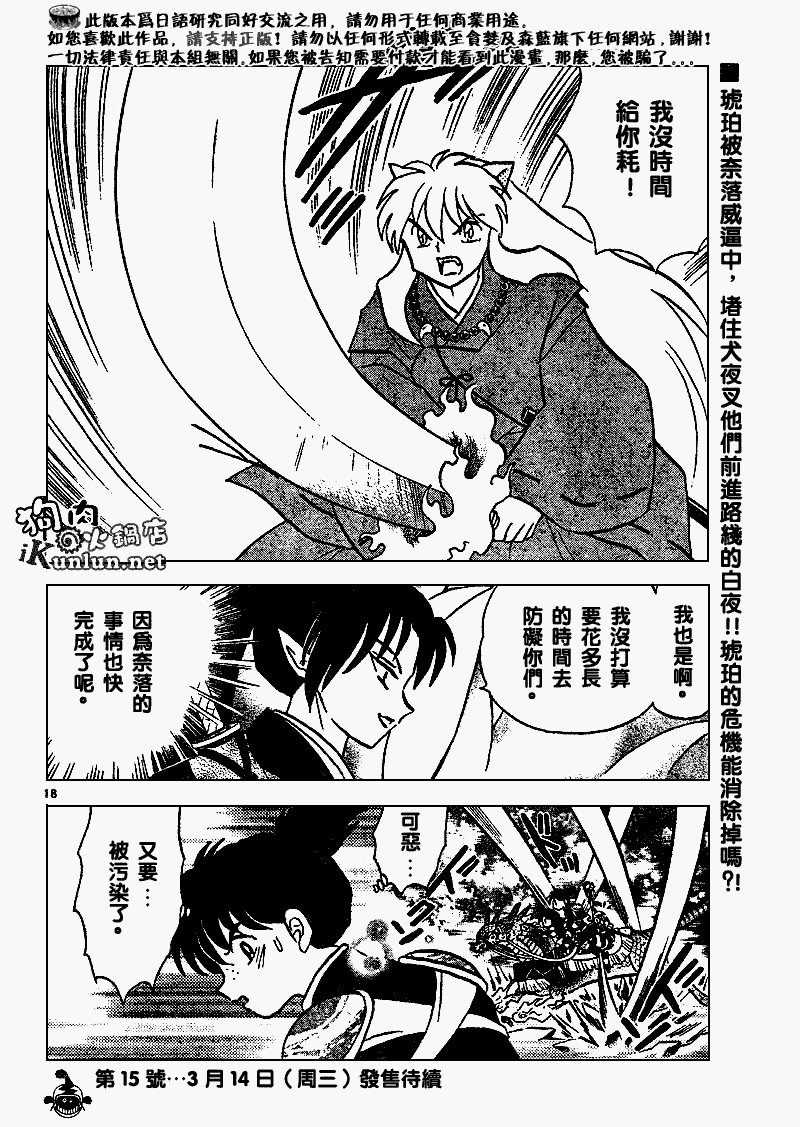 此版本爲日語研究同好交流之用，請勿用于任何商業用途。
如您喜歡此作品，請支持正版！請勿以任何形式轉載至貪婪及森藍旗下任何網站，謝謝！
一切法律責任與本組無關。如果您被告知需要付款才能看到此漫畫，那麼，您被騙了...
■琥珀被奈落威逼中，堵住犬夜叉他們前進路綫的白夜!!琥珀的危機能消除掉嗎?!
我沒時間
給你耗！
狗肉火鍋店
iKunlun.net
我也是啊。
我沒打算
要花多長
的時間去
防礙你們。
因爲奈落的
事情也快
完成了呢。
18
可惡…
又要…
被污染了。
第15號…3月14日（周三）發售待續